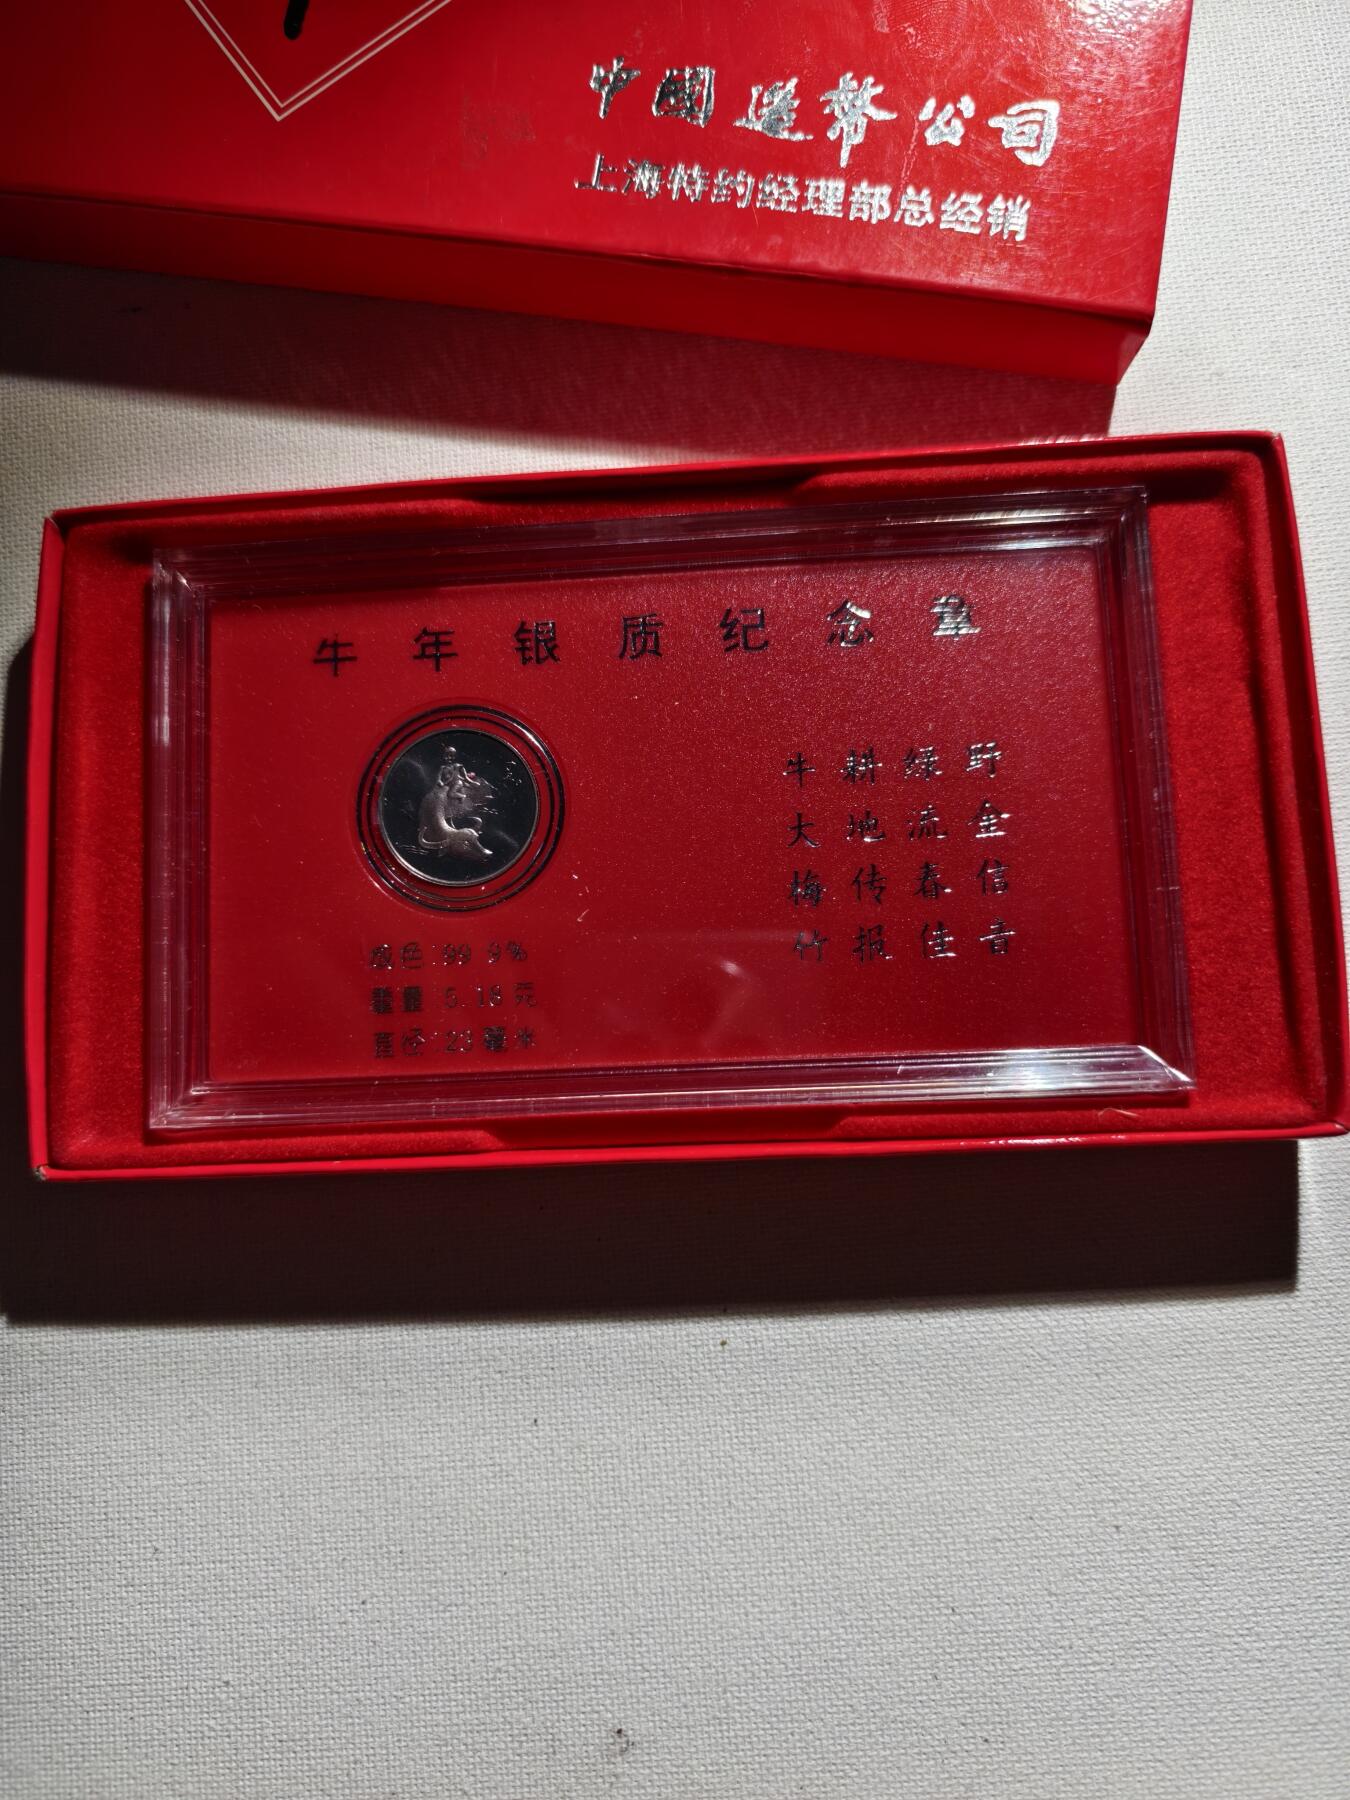 中國造幣公司
上海特约经理部总经销
牛年银质纪念章
牛耕绿野
大地流金
梅传春信
竹报佳音
成色:99.9%
重量:5.18元
直径:23毫米